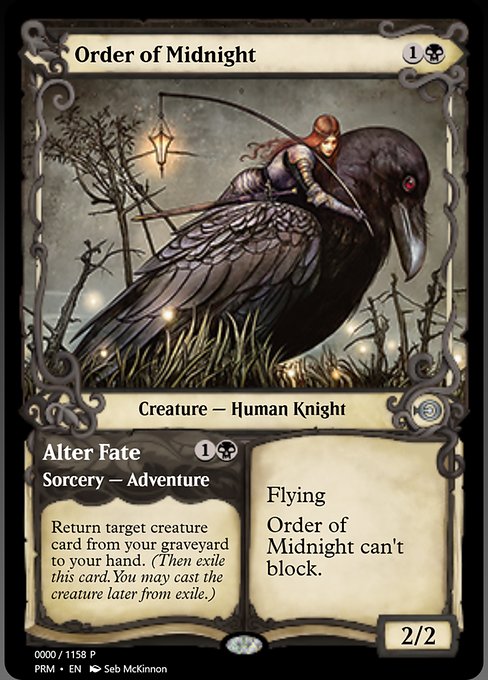 Order of Midnight 1
Creature — Human Knight
Alter Fate 1
Sorcery — Adventure
Return target creature
card from your graveyard
to your hand. (Then exile
this card. You may cast the
creature later from exile.)
Flying
Order of
Midnight can't
block.
2/2
0000 / 1158 P
PRM • EN Seb McKinnon